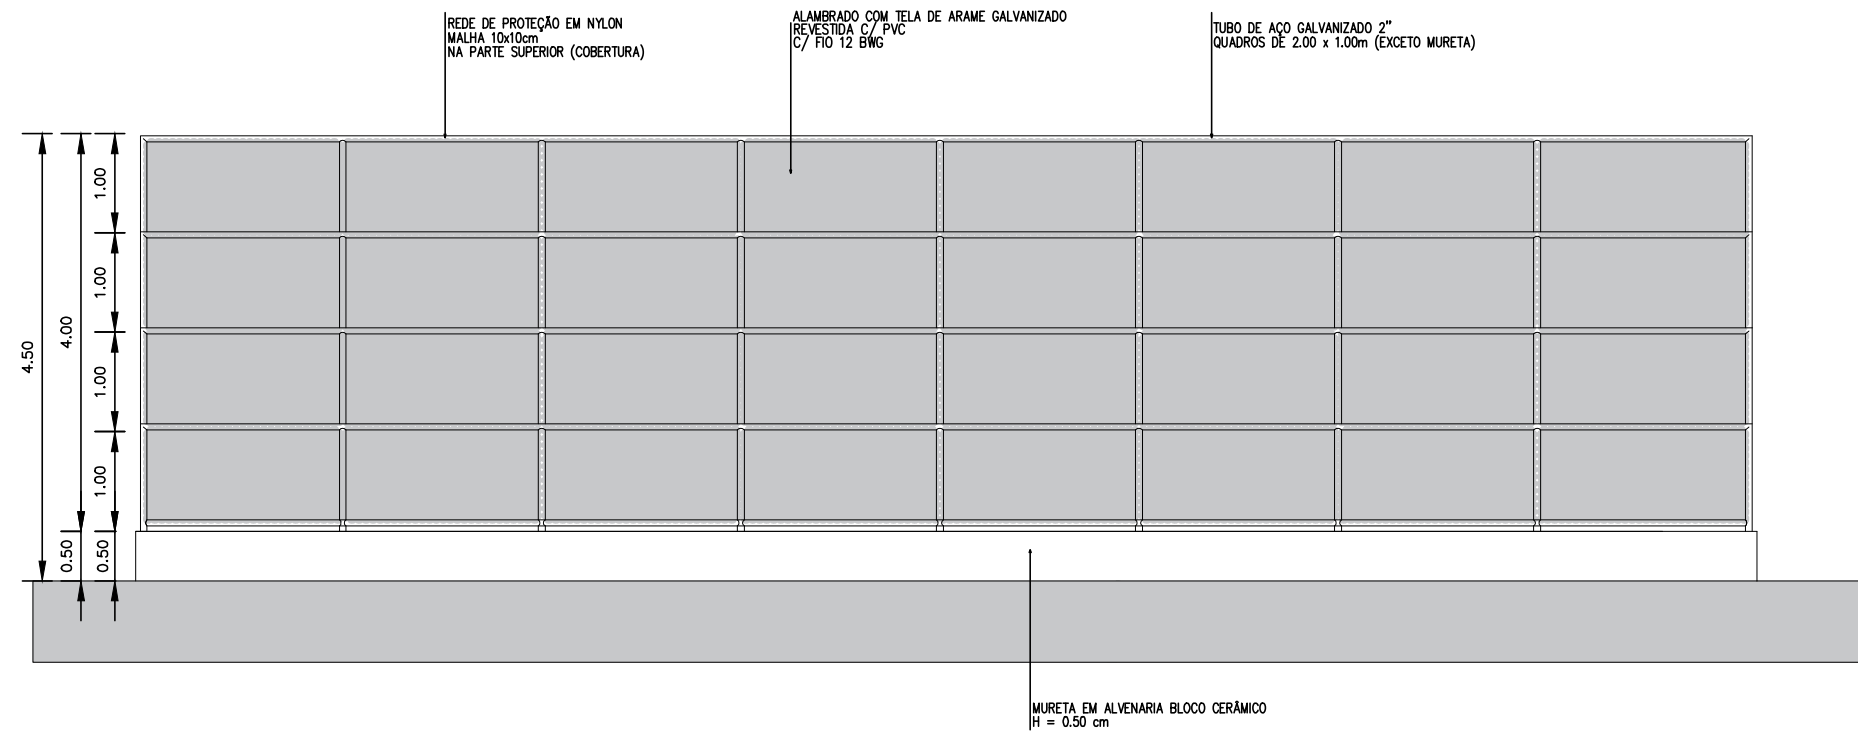 REDE DE PROTEÇÃO EM NYLON
MALHA 10x10cm
NA PARTE SUPERIOR (COBERTURA)
ALAMBRADO COM TELA DE ARAME GALVANIZADO
REVESTIDA C/ PVC
C/ FIO 12 BWG
TUBO DE AÇO GALVANIZADO 2"
QUADROS DE 2.00 x 1.00m (EXCETO MURETA)
4.50
4.00
1.00
1.00
1.00
1.00
0.50
0.50
MURETA EM ALVENARIA BLOCO CERÂMICO
H = 0.50 cm